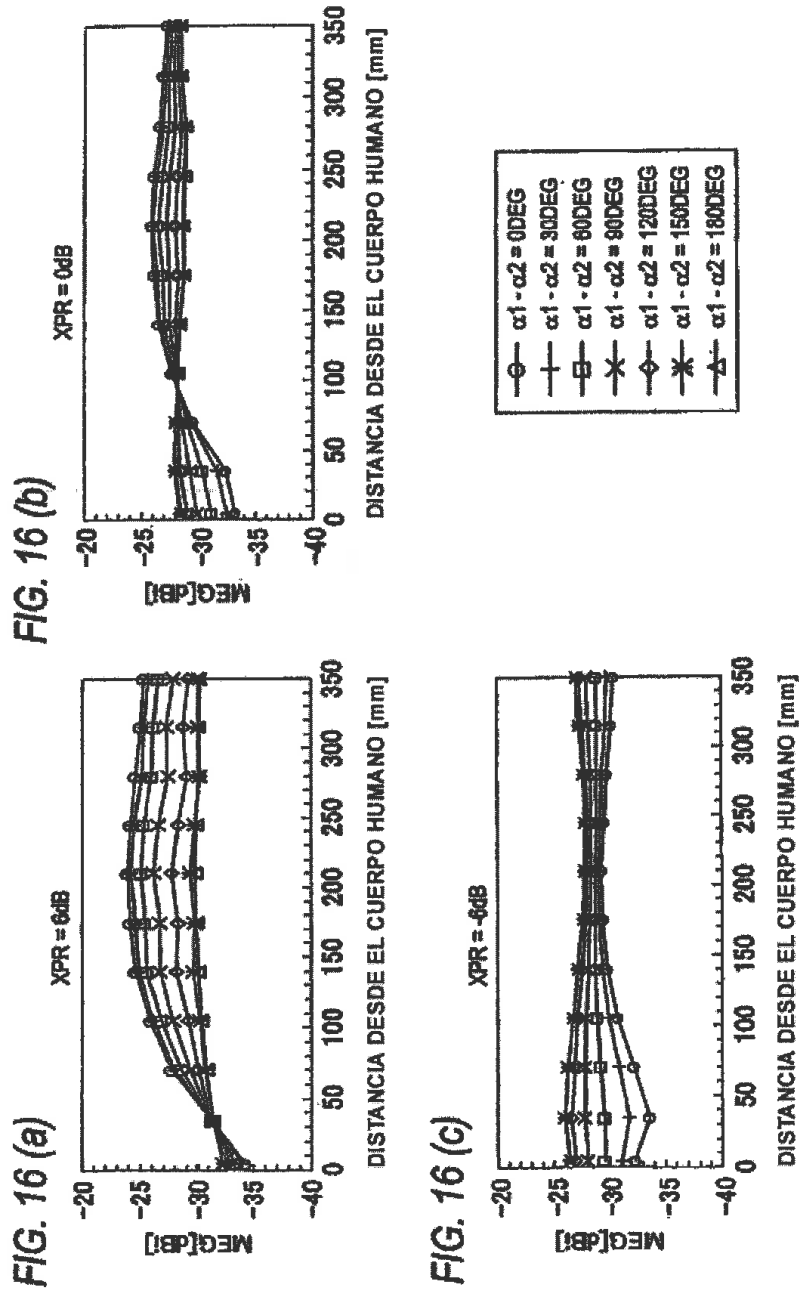 FIG. 16 (a)
XPR = 6dB
MEG[dBi]
-20
-25
-30
-35
-40
0 50 100 150 200 250 300 350
DISTANCIA DESDE EL CUERPO HUMANO [mm]
FIG. 16 (b)
XPR = 0dB
MEG[dBi]
-20
-25
-30
-35
-40
0 50 100 150 200 250 300 350
DISTANCIA DESDE EL CUERPO HUMANO [mm]
FIG. 16 (c)
XPR = -6dB
MEG[dBi]
-20
-25
-30
-35
-40
0 50 100 150 200 250 300 350
DISTANCIA DESDE EL CUERPO HUMANO [mm]
α1 - α2 = 0DEG
α1 - α2 = 30DEG
α1 - α2 = 60DEG
α1 - α2 = 90DEG
α1 - α2 = 120DEG
α1 - α2 = 150DEG
α1 - α2 = 180DEG